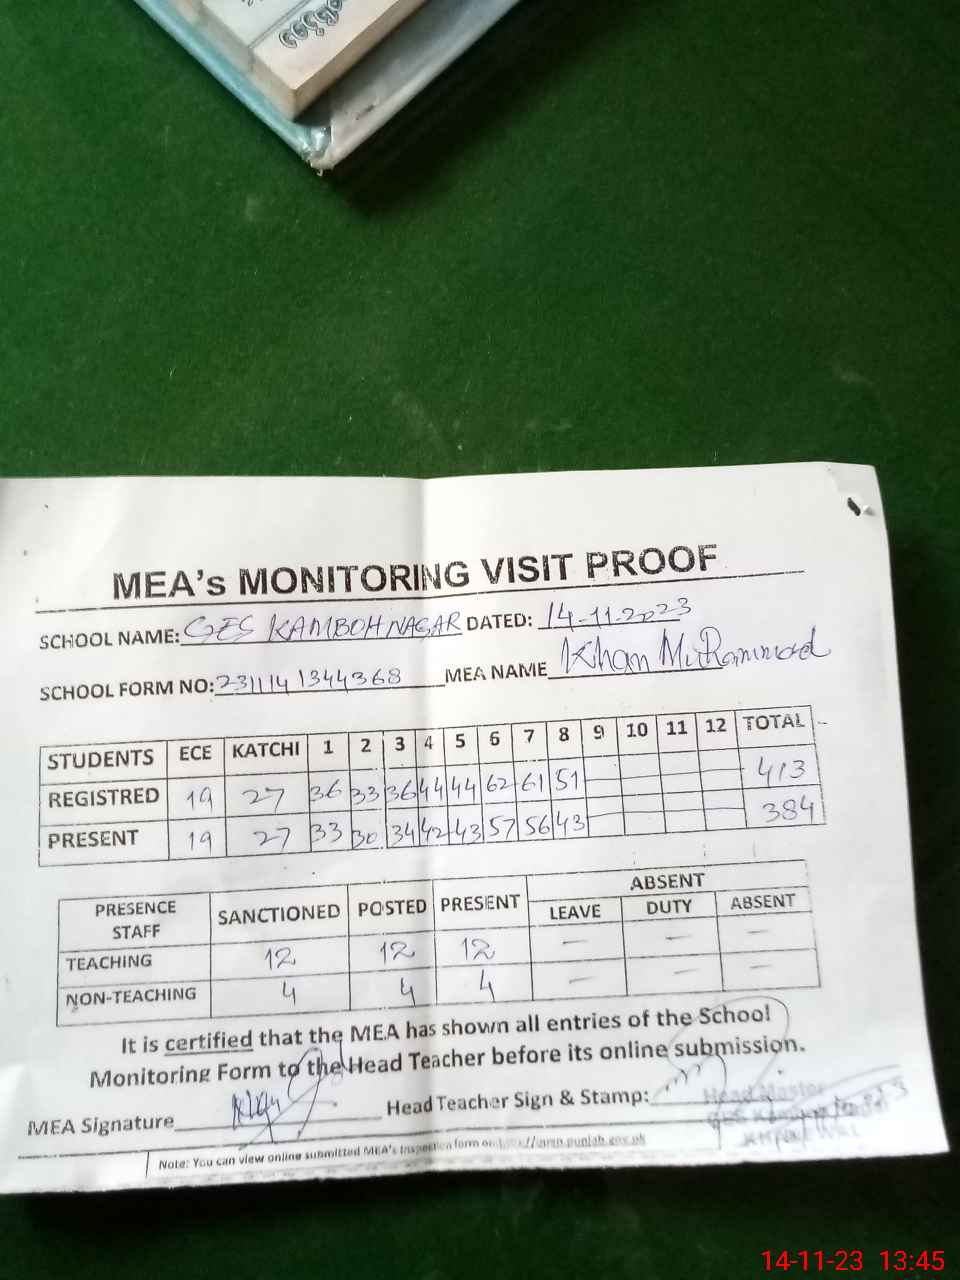 MEA's MONITORING VISIT PROOF
SCHOOL NAME: GES KAMBOH NAGAR DATED: 14-11-2023
SCHOOL FORM NO: 231114 1344368 MEA NAME Khan Muhammad
STUDENTS ECE KATCHI 1 2 3 4 5 6 7 8 9 10 11 12 TOTAL
REGISTRED 19 27 36 33 36 44 44 62 61 51 413
PRESENT 19 27 33 30 34 42 43 57 56 43 384
PRESENCE STAFF SANCTIONED POSTED PRESENT ABSENT
LEAVE DUTY ABSENT
TEACHING 12 12 12 — — —
NON-TEACHING 4 4 4 — — —
It is certified that the MEA has shown all entries of the School
Monitoring Form to the Head Teacher before its online submission.
MEA Signature Head Teacher Sign & Stamp:
Head Master
GES
Note: You can view online submitted MEA's Inspection form on
14-11-23 13:45